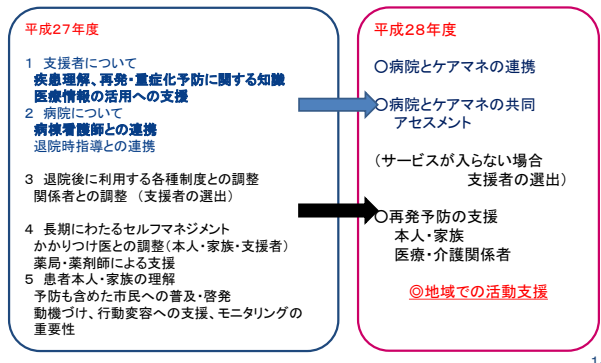 平成27年度
1 支援者について
疾患理解、再発・重症化予防に関する知識
医療情報の活用への支援
2 病院について
病棟看護師との連携
退院時指導との連携
3 退院後に利用する各種制度との調整
関係者との調整 (支援者の選出)
4 長期にわたるセルフマネジメント
かかりつけ医との調整(本人・家族・支援者)
薬局・薬剤師による支援
5 患者本人・家族の理解
予防も含めた市民への普及・啓発
動機づけ、行動変容への支援、モニタリングの
重要性
平成28年度
〇病院とケアマネの連携
〇病院とケアマネの共同
アセスメント
(サービスが入らない場合
支援者の選出)
〇再発予防の支援
本人・家族
医療・介護関係者
◎地域での活動支援